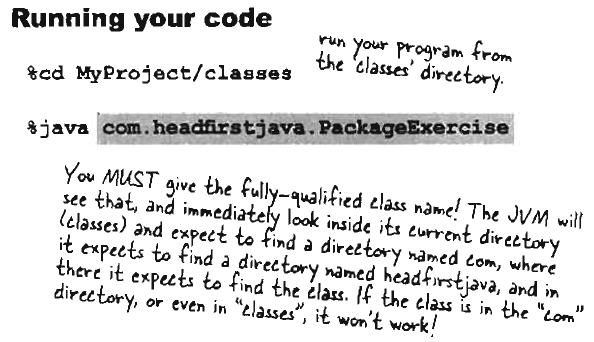 Running your code
run your program from
the 'classes' directory.
%cd MyProject/classes
%java com.headfirstjava.PackageExercise
You MUST give the fully-qualified class name! The JVM will
see that, and immediately look inside its current directory
(classes) and expect to find a directory named com, where
it expects to find a directory named headfirstjava, and in
there it expects to find the class. If the class is in the "com"
directory, or even in "classes", it won't work!